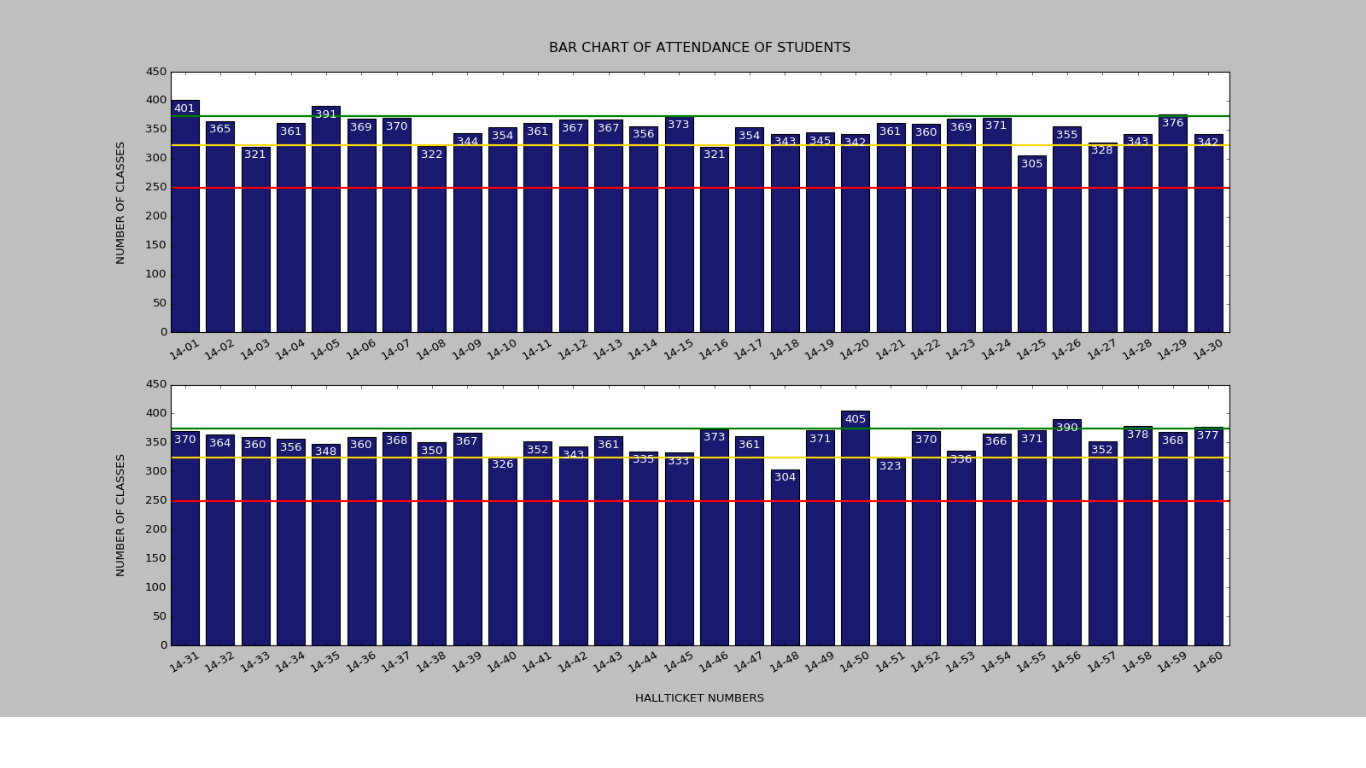 BAR CHART OF ATTENDANCE OF STUDENTS
NUMBER OF CLASSES
450
400
350
300
250
200
150
100
50
0
401 365 321 361 391 369 370 322 344 354 361 367 367 356 373 321 354 343 345 342 361 360 369 371 305 355 328 343 376 342
14-01 14-02 14-03 14-04 14-05 14-06 14-07 14-08 14-09 14-10 14-11 14-12 14-13 14-14 14-15 14-16 14-17 14-18 14-19 14-20 14-21 14-22 14-23 14-24 14-25 14-26 14-27 14-28 14-29 14-30
NUMBER OF CLASSES
450
400
350
300
250
200
150
100
50
0
370 364 360 356 348 360 368 350 367 326 352 343 361 335 333 373 361 304 371 405 323 370 336 366 371 390 352 378 368 377
14-31 14-32 14-33 14-34 14-35 14-36 14-37 14-38 14-39 14-40 14-41 14-42 14-43 14-44 14-45 14-46 14-47 14-48 14-49 14-50 14-51 14-52 14-53 14-54 14-55 14-56 14-57 14-58 14-59 14-60
HALLTICKET NUMBERS